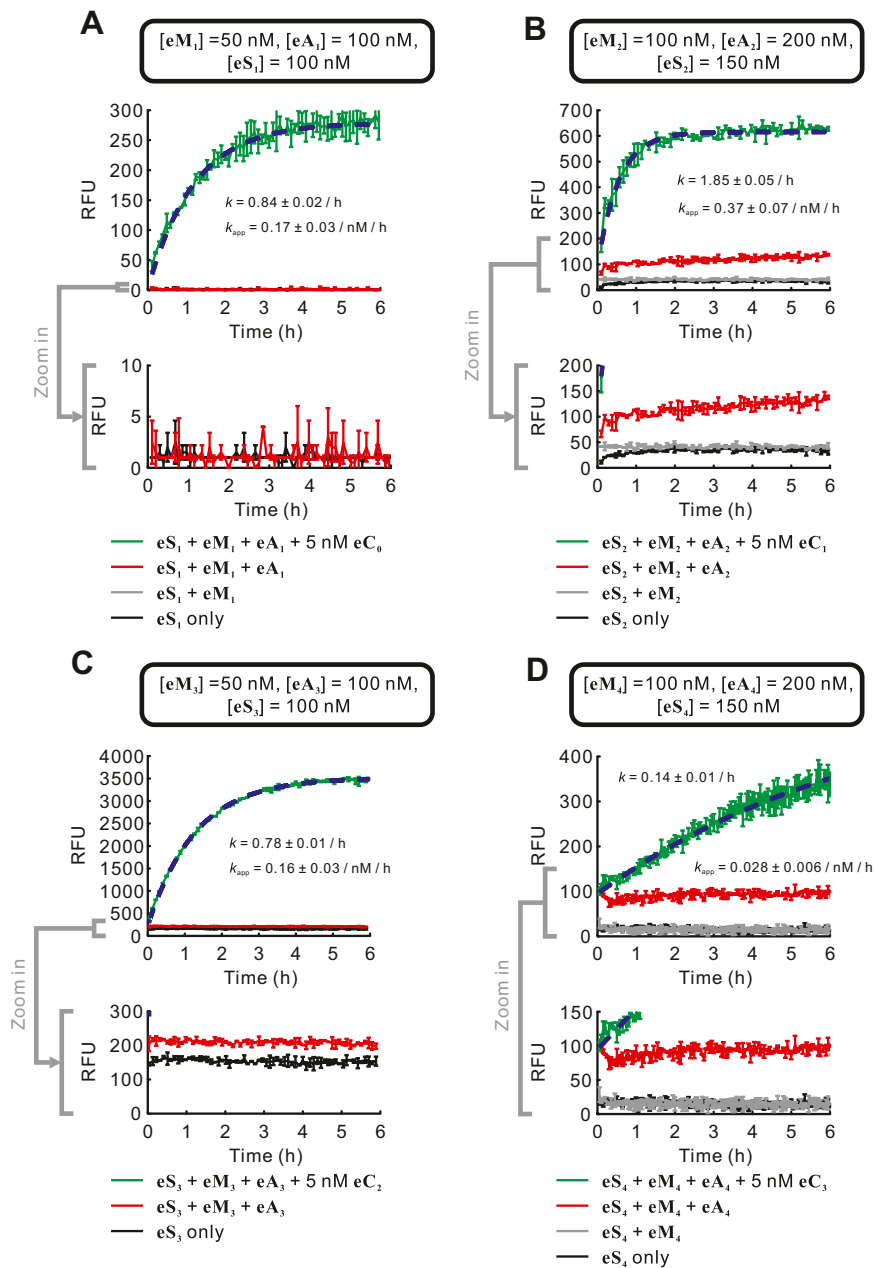 A
[eM₁] =50 nM, [eA₁] = 100 nM,
[eS₁] = 100 nM
RFU
300
250
200
150
100
50
0
k = 0.84 ± 0.02 / h
kapp = 0.17 ± 0.03 / nM / h
0 1 2 3 4 5 6
Time (h)
Zoom in
RFU
10
5
0
0 1 2 3 4 5 6
Time (h)
eS₁ + eM₁ + eA₁ + 5 nM eC₀
eS₁ + eM₁ + eA₁
eS₁ + eM₁
eS₁ only
B
[eM₂] =100 nM, [eA₂] = 200 nM,
[eS₂] = 150 nM
RFU
700
600
500
400
300
200
100
0
k = 1.85 ± 0.05 / h
kapp = 0.37 ± 0.07 / nM / h
0 1 2 3 4 5 6
Time (h)
Zoom in
RFU
200
150
100
50
0
0 1 2 3 4 5 6
Time (h)
eS₂ + eM₂ + eA₂ + 5 nM eC₁
eS₂ + eM₂ + eA₂
eS₂ + eM₂
eS₂ only
C
[eM₃] =50 nM, [eA₃] = 100 nM,
[eS₃] = 100 nM
RFU
4000
3500
3000
2500
2000
1500
1000
500
0
k = 0.78 ± 0.01 / h
kapp = 0.16 ± 0.03 / nM / h
0 1 2 3 4 5 6
Time (h)
Zoom in
RFU
300
200
100
0
0 1 2 3 4 5 6
Time (h)
eS₃ + eM₃ + eA₃ + 5 nM eC₂
eS₃ + eM₃ + eA₃
eS₃ only
D
[eM₄] =100 nM, [eA₄] = 200 nM,
[eS₄] = 150 nM
RFU
400
300
200
100
0
k = 0.14 ± 0.01 / h
kapp = 0.028 ± 0.006 / nM / h
0 1 2 3 4 5 6
Time (h)
Zoom in
RFU
150
100
50
0
0 1 2 3 4 5 6
Time (h)
eS₄ + eM₄ + eA₄ + 5 nM eC₃
eS₄ + eM₄ + eA₄
eS₄ + eM₄
eS₄ only